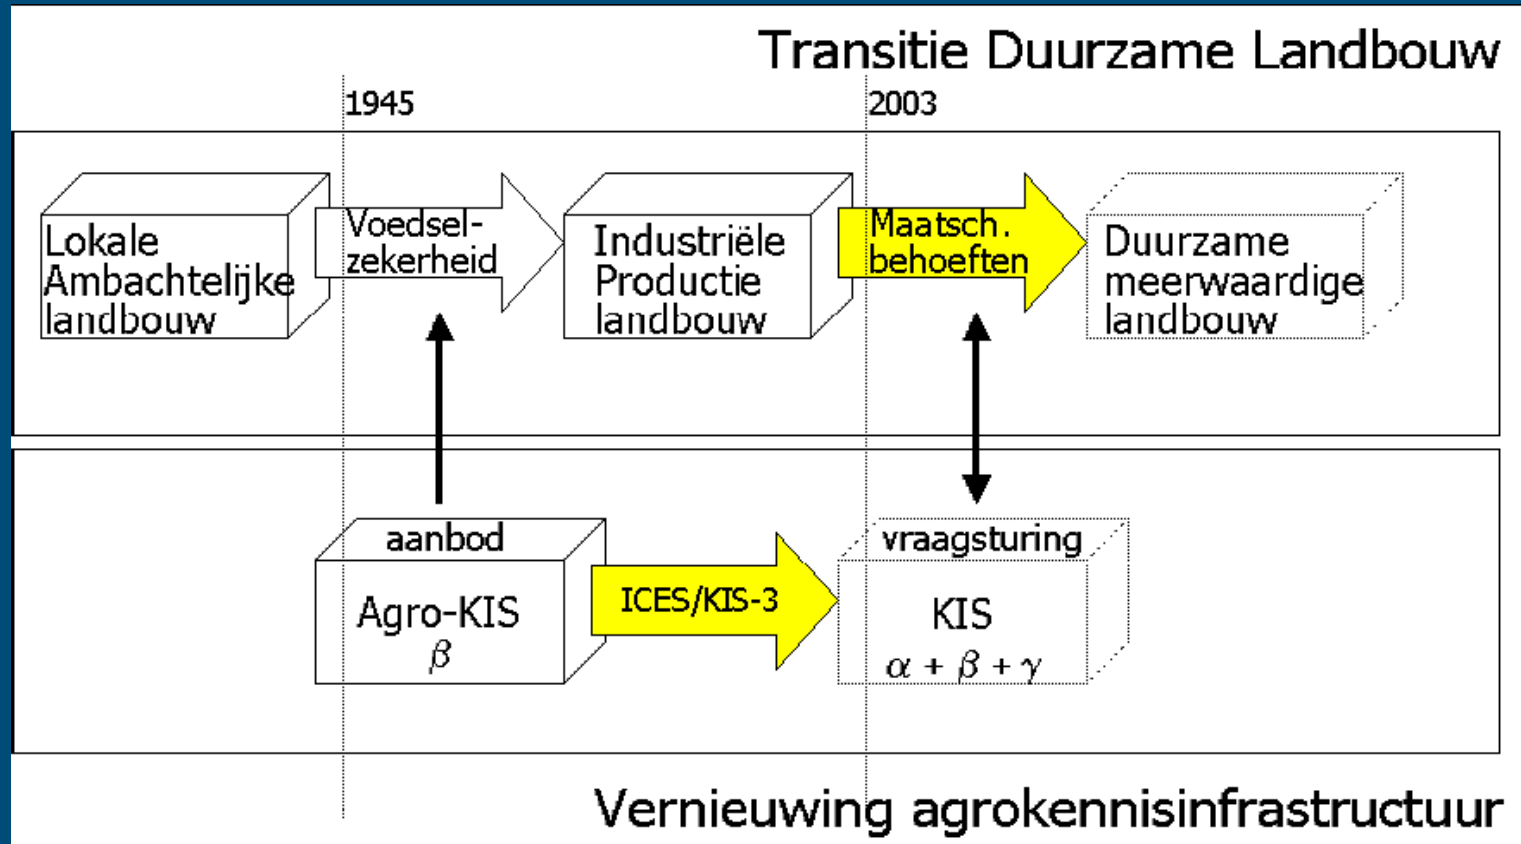 Transitie Duurzame Landbouw
1945
2003
Lokale
Ambachtelijke
landbouw
Voedsel-
zekerheid
Industriële
Productie
landbouw
Maatsch.
behoeften
Duurzame
meerwaardige
landbouw
aanbod
Agro-KIS
β
ICES/KIS-3
vraagsturing
KIS
α + β + γ
Vernieuwing agrokennisinfrastructuur